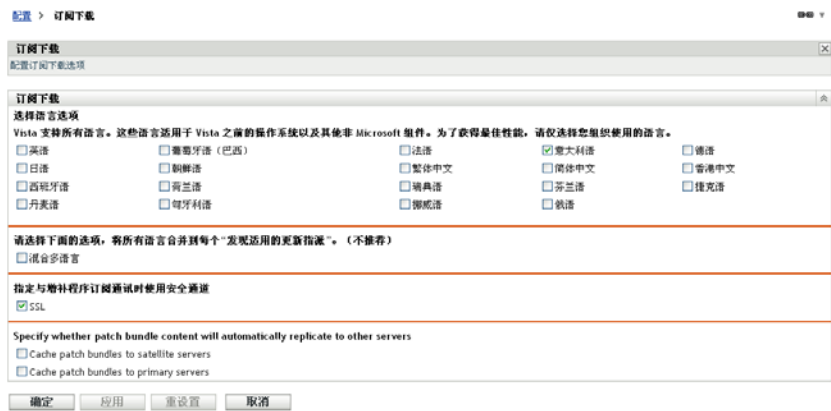 配置 > 订阅下载
订阅下载
配置订阅下载选项
订阅下载
选择语言选项
Vista 支持所有语言。这些语言适用于 Vista 之前的操作系统以及其他非 Microsoft 组件。为了获得最佳性能，请仅选择您组织使用的语言。
英语 葡萄牙语（巴西） 法语 意大利语 德语
日语 朝鲜语 繁体中文 简体中文 香港中文
西班牙语 荷兰语 瑞典语 芬兰语 捷克语
丹麦语 匈牙利语 挪威语 俄语
请选择下面的选项，将所有语言合并到每个“发现适用的更新指派”。（不推荐）
混合多语言
指定与增补程序订阅通讯时使用安全通道
SSL
Specify whether patch bundle content will automatically replicate to other servers
Cache patch bundles to satellite servers
Cache patch bundles to primary servers
确定 应用 重设置 取消